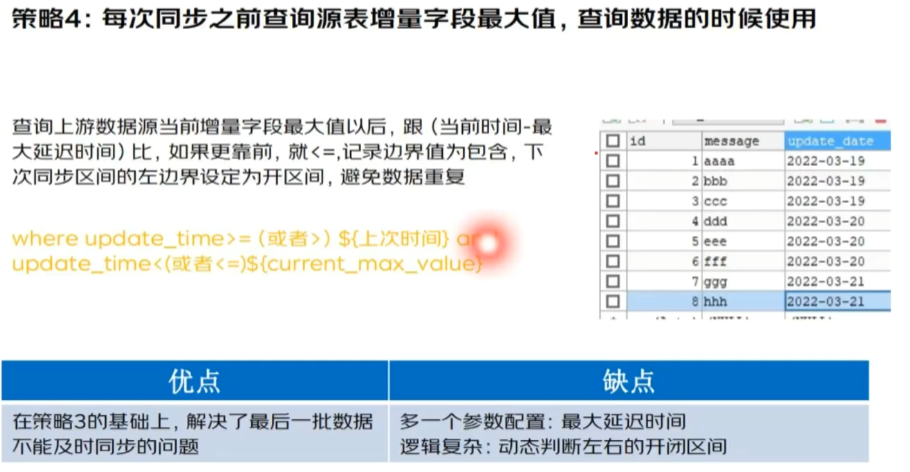 策略4：每次同步之前查询源表增量字段最大值，查询数据的时候使用
查询上游数据源当前增量字段最大值以后，跟（当前时间-最
大延迟时间）比，如果更靠前，就<=,记录边界值为包含，下
次同步区间的左边界设定为开区间，避免数据重复
where update_time>=（或者>）${上次时间}
update_time<(或者<=)${current_max_value}
id message update_date
1 aaaa 2022-03-19
2 bbb 2022-03-19
3 ccc 2022-03-19
4 ddd 2022-03-20
5 eee 2022-03-20
6 fff 2022-03-20
7 ggg 2022-03-21
8 hhh 2022-03-21
优点 缺点
在策略3的基础上，解决了最后一批数据
不能及时同步的问题
多一个参数配置：最大延迟时间
逻辑复杂：动态判断左右的开闭区间